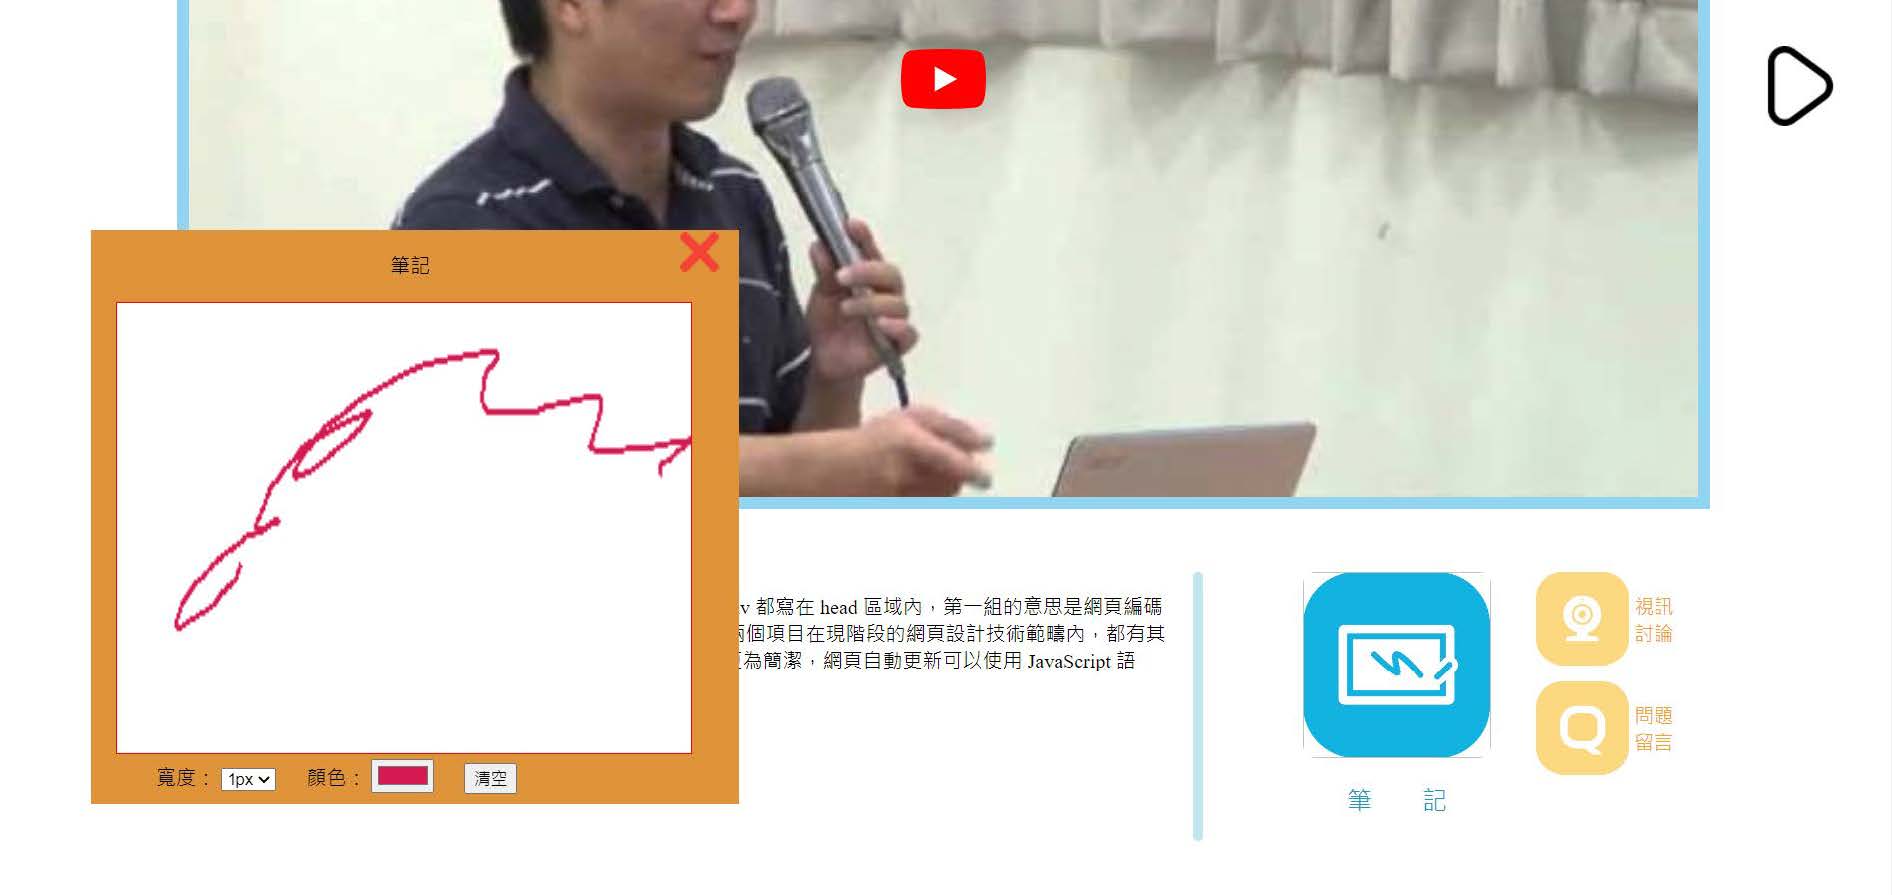 筆記
寬度： 1px 顏色： 清空
都寫在 head 區域內，第一組的意思是網頁編碼
個項目在現階段的網頁設計技術範疇內，都有其
為簡潔，網頁自動更新可以使用 JavaScript 語
筆 記
視訊
討論
問題
留言